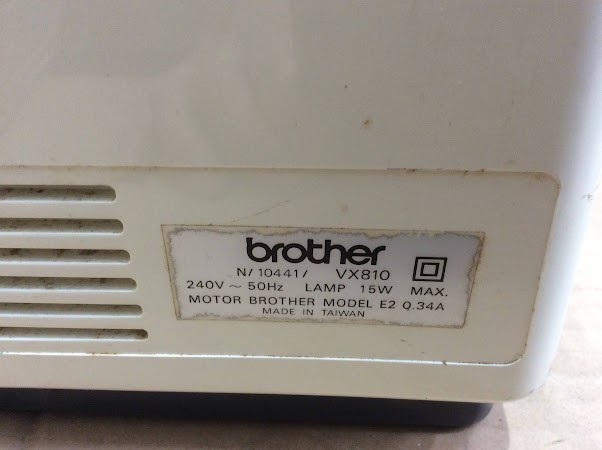 brother
N/ 10441/ VX810
240V ~ 50Hz LAMP 15W MAX.
MOTOR BROTHER MODEL E2 0.34A
MADE IN TAIWAN